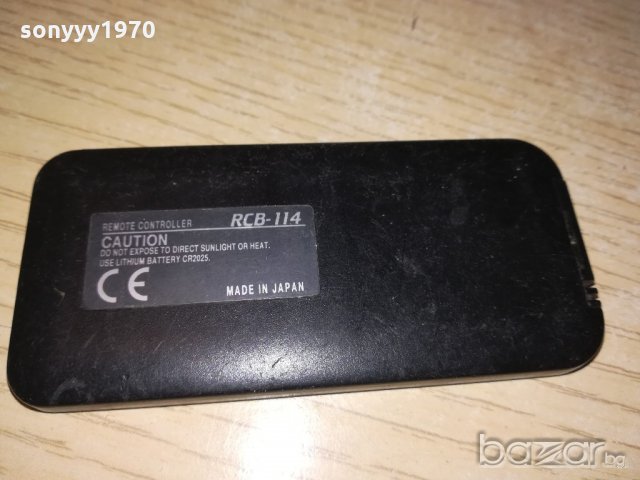 sonyyy1970
REMOTE CONTROLLER RCB-114
CAUTION
DO NOT EXPOSE TO DIRECT SUNLIGHT OR HEAT.
USE LITHIUM BATTERY CR2025.
CE
MADE IN JAPAN
bazar.bg